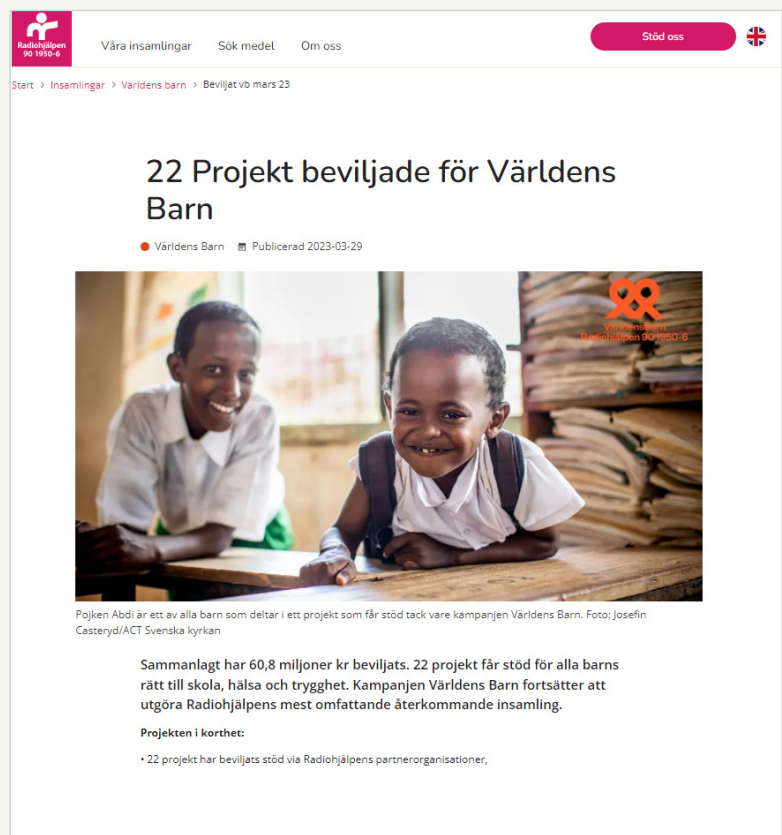 Radiohjälpen
90 1950-6
Våra insamlingar Sök medel Om oss
Stöd oss
Start > Insamlingar > Världens barn > Beviljat vb mars 23
22 Projekt beviljade för Världens
Barn
Världens Barn Publicerad 2023-03-29
Världens Barn
Radiohjälpen 90 1950-6
Pojken Abdi är ett av alla barn som deltar i ett projekt som får stöd tack vare kampanjen Världens Barn. Foto: Josefin
Casteryd/ACT Svenska kyrkan
Sammanlagt har 60,8 miljoner kr beviljats. 22 projekt får stöd för alla barns
rätt till skola, hälsa och trygghet. Kampanjen Världens Barn fortsätter att
utgöra Radiohjälpens mest omfattande återkommande insamling.
Projekten i korthet:
• 22 projekt har beviljats stöd via Radiohjälpens partnerorganisationer,